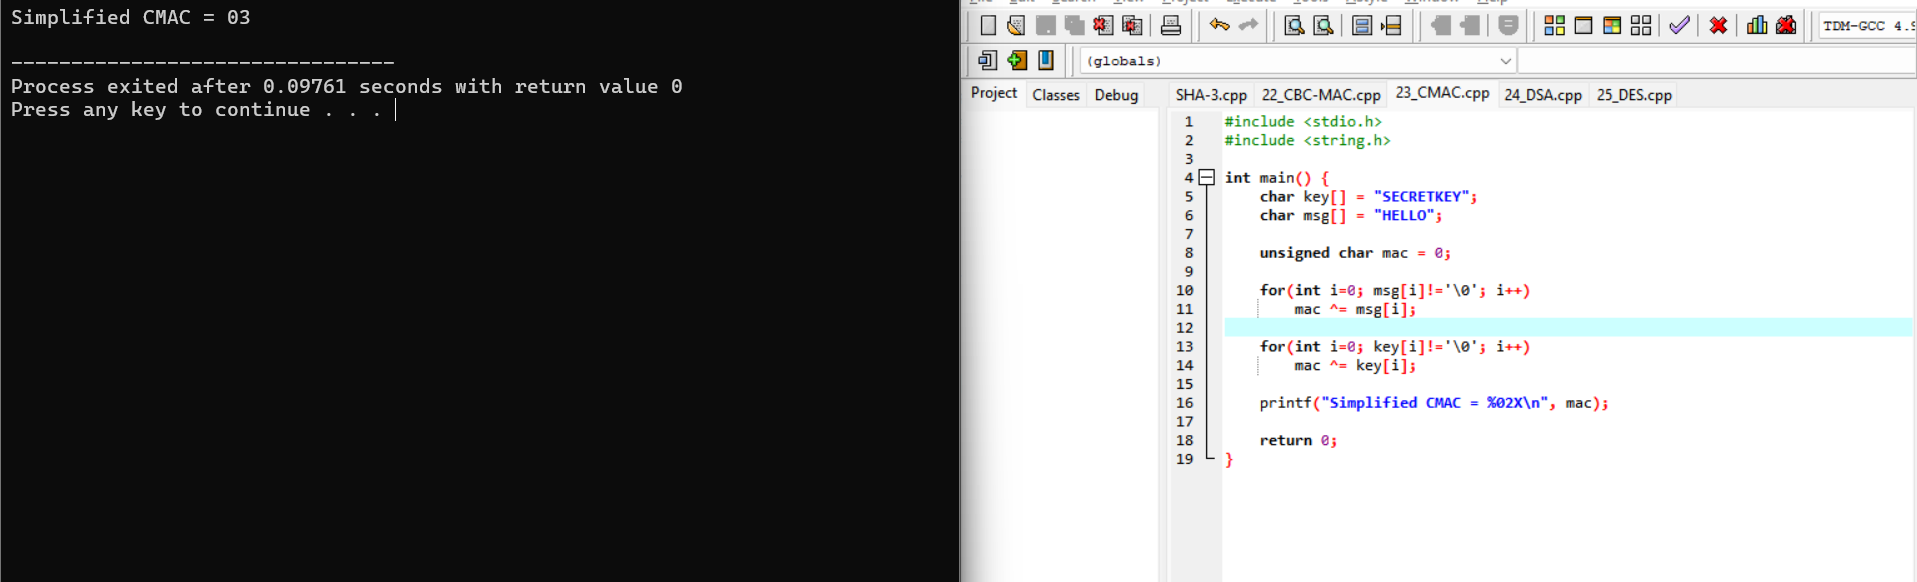 Simplified CMAC = 03
--------------------------------
Process exited after 0.09761 seconds with return value 0
Press any key to continue . . .
TDM-GCC 4.9
(globals)
Project Classes Debug
SHA-3.cpp 22_CBC-MAC.cpp 23_CMAC.cpp 24_DSA.cpp 25_DES.cpp
1 #include <stdio.h>
2 #include <string.h>
3
4 int main() {
5 char key[] = "SECRETKEY";
6 char msg[] = "HELLO";
7
8 unsigned char mac = 0;
9
10 for(int i=0; msg[i]!='\0'; i++)
11 mac ^= msg[i];
12
13 for(int i=0; key[i]!='\0'; i++)
14 mac ^= key[i];
15
16 printf("Simplified CMAC = %02X\n", mac);
17
18 return 0;
19 }